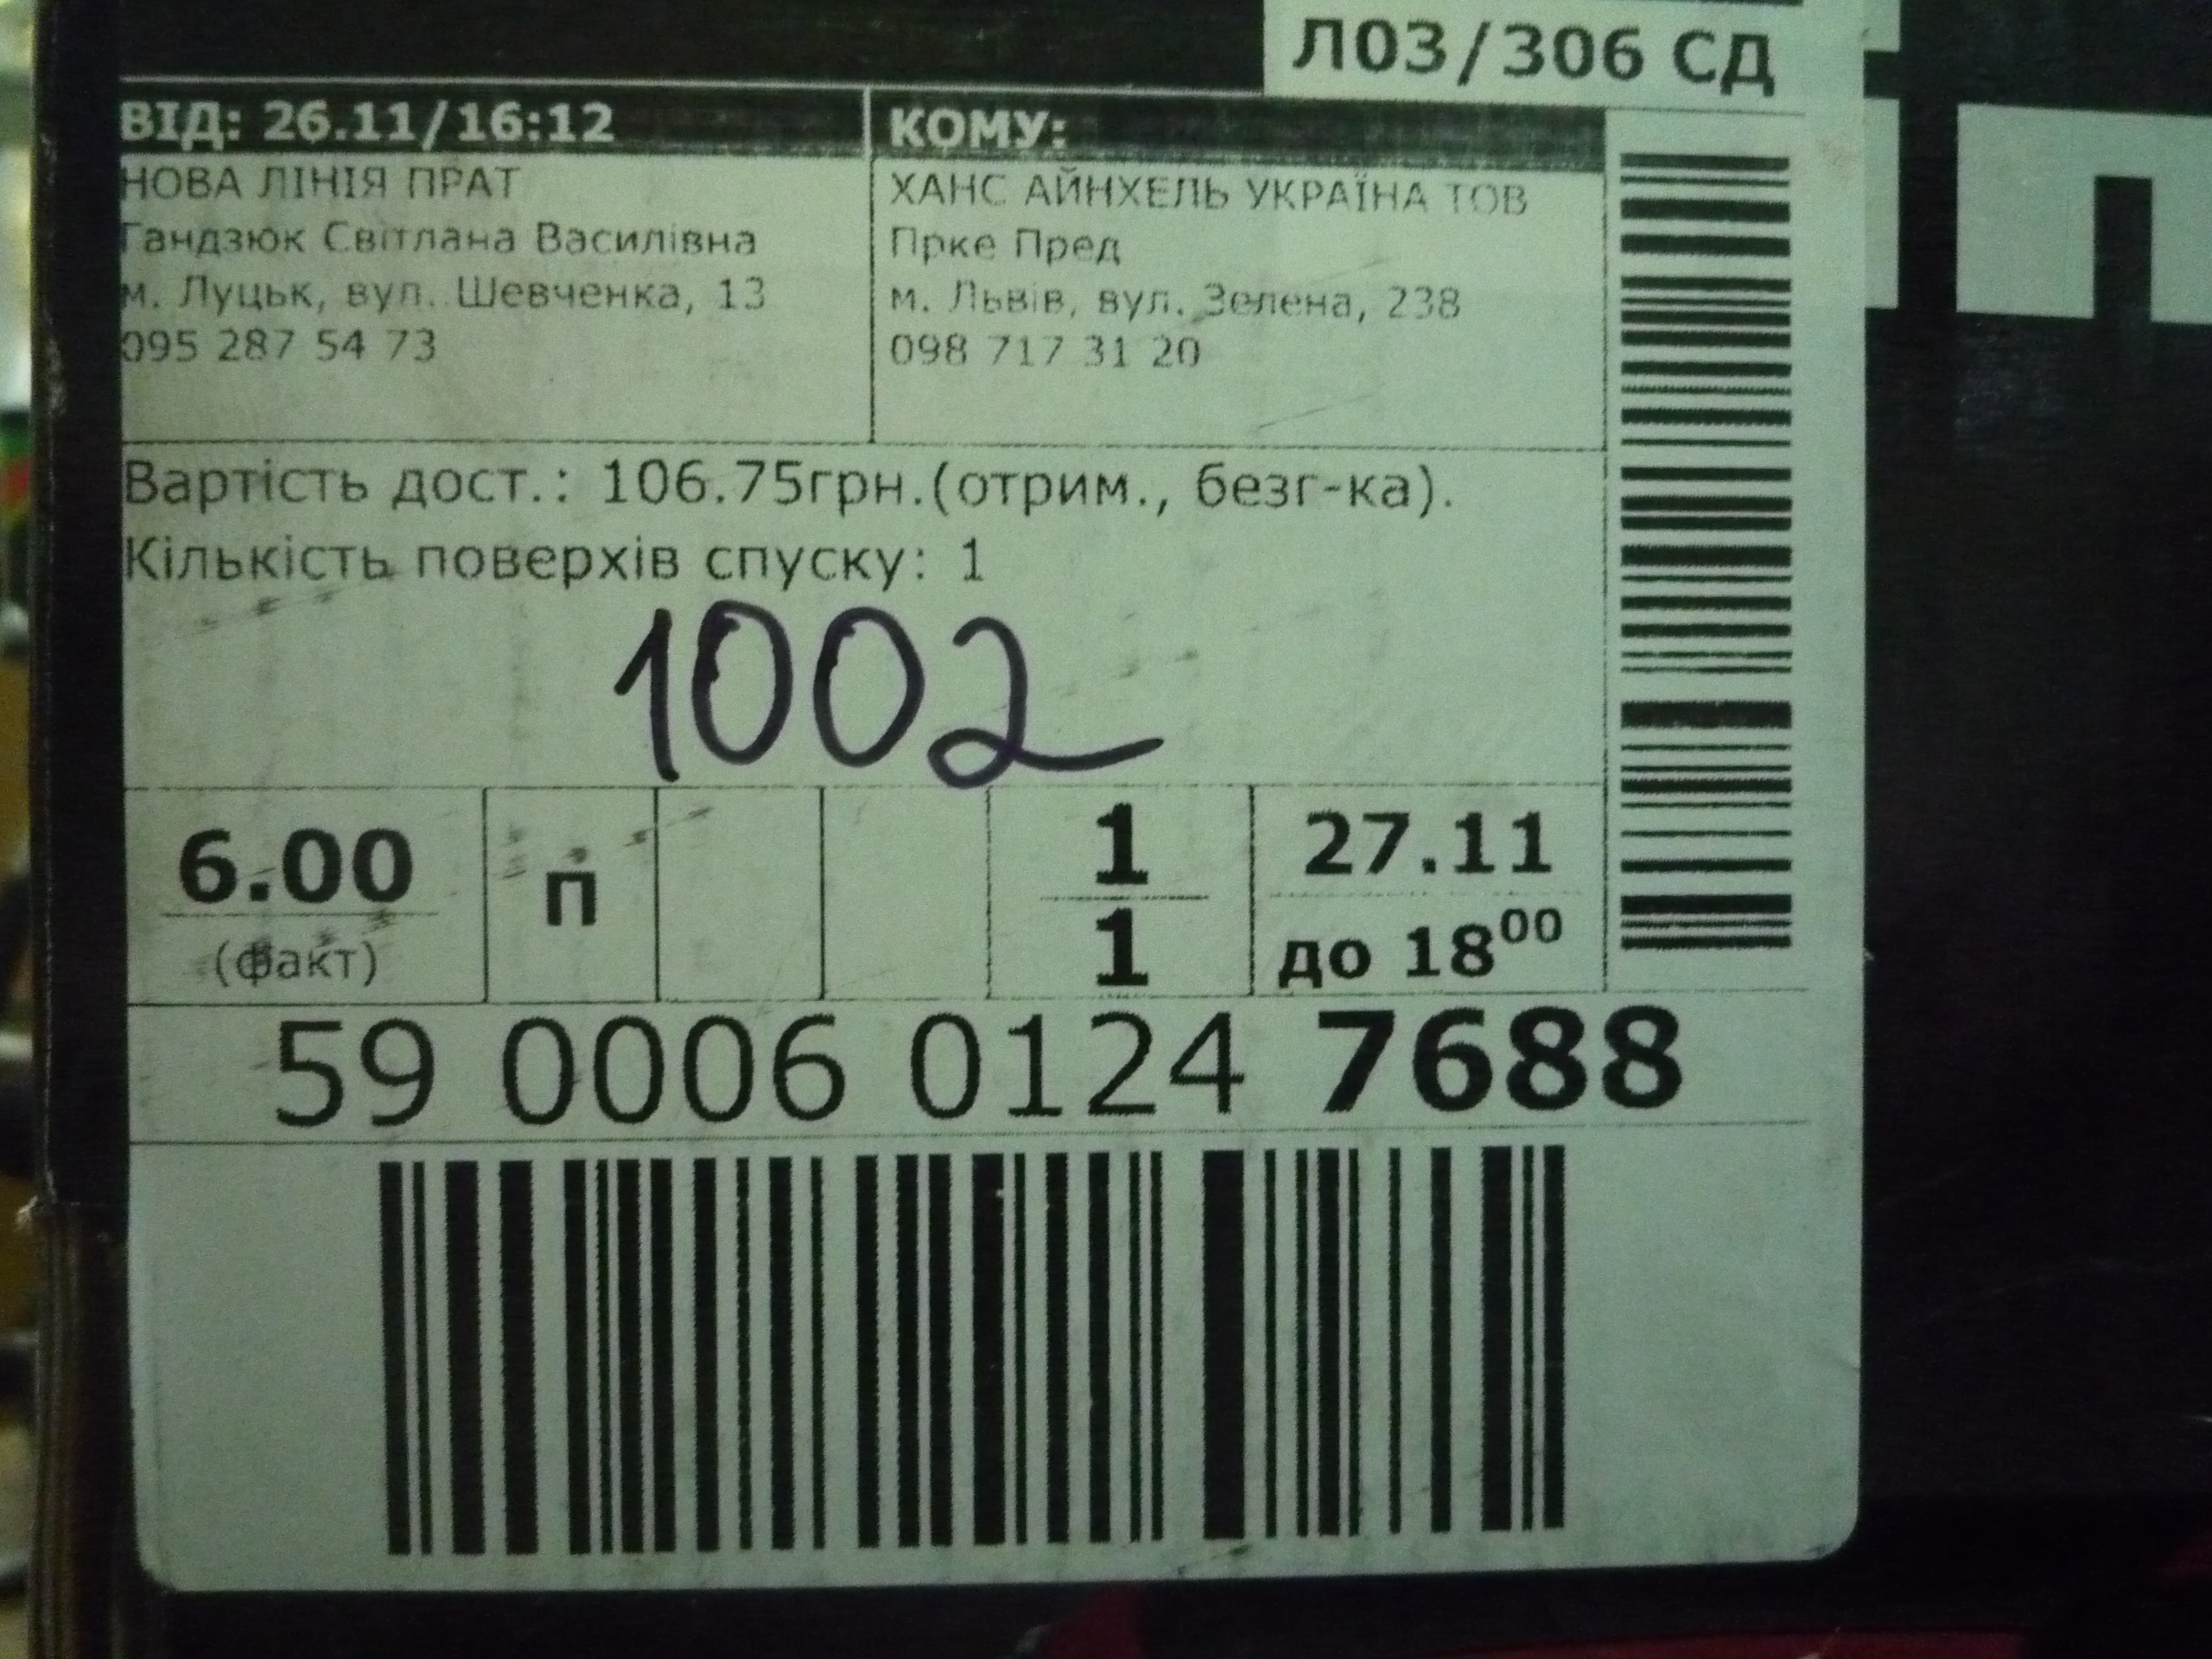 Л03/306 СД
ВІД: 26.11/16:12
НОВА ЛІНІЯ ПРАТ
Гандзюк Світлана Василівна
м. Луцьк, вул. Шевченка, 13
095 287 54 73
КОМУ:
ХАНС АЙНХЕЛЬ УКРАЇНА ТОВ
Прке Пред
м. Львів, вул. Зелена, 238
098 717 31 20
Вартість дост.: 106.75грн.(отрим., безг-ка).
Кількість поверхів спуску: 1
1002
6.00
(факт)
п
1
1
27.11
до 18 00
59 0006 0124 7688